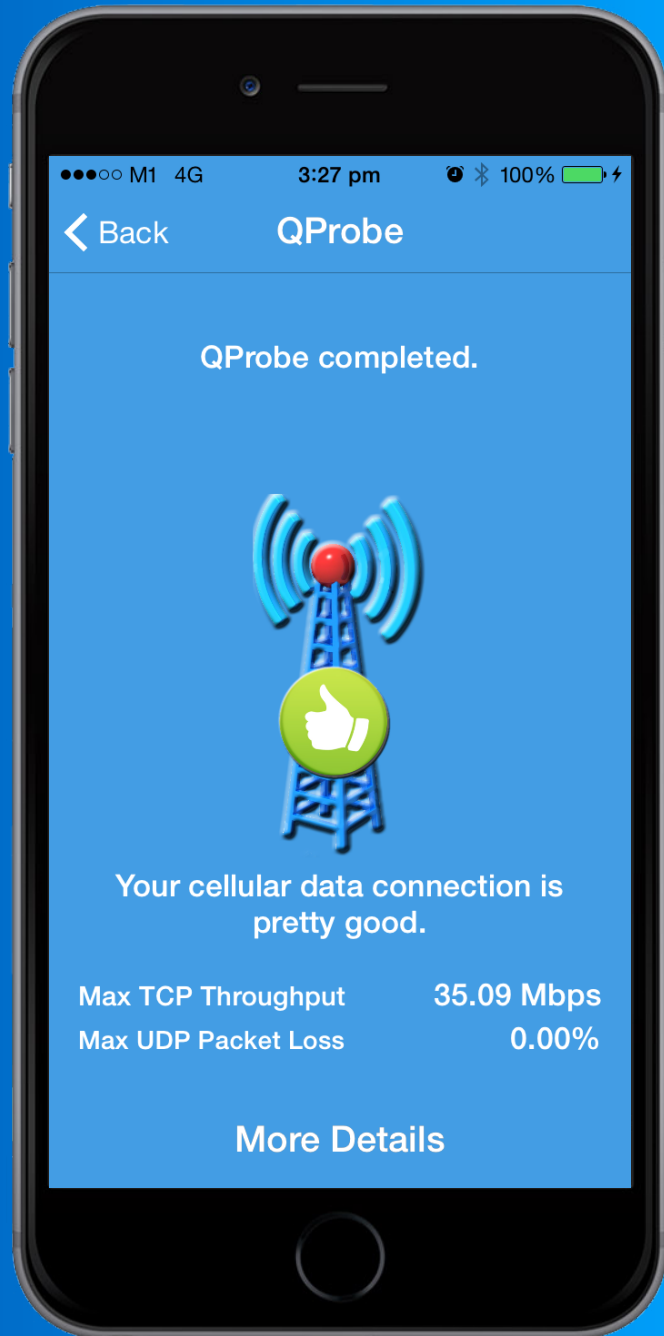 M1 4G 3:27 pm 100%
Back QProbe
QProbe completed.
Your cellular data connection is
pretty good.
Max TCP Throughput 35.09 Mbps
Max UDP Packet Loss 0.00%
More Details